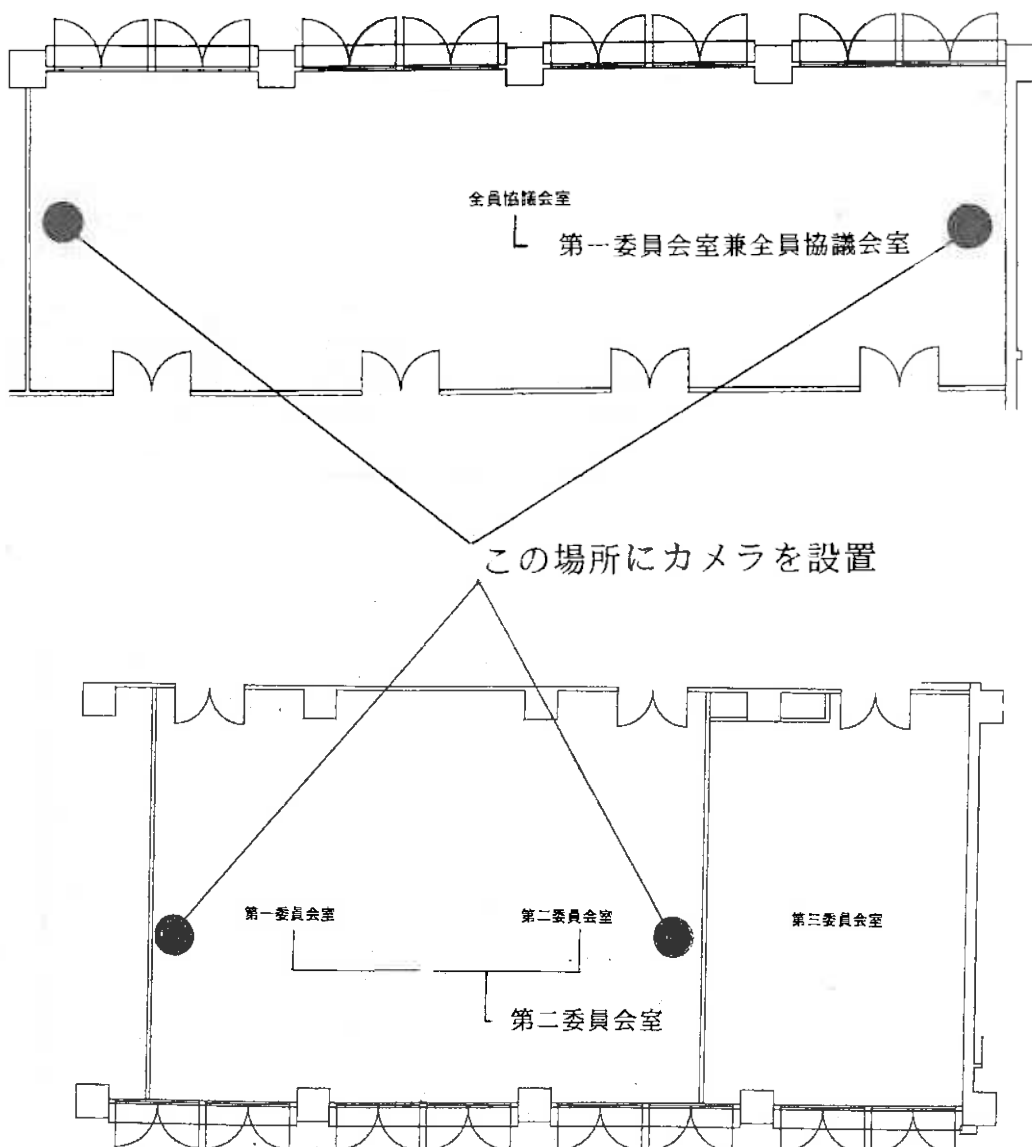 全員協議会室
第一委員会室兼全員協議会室
この場所にカメラを設置
第一委員会室
第二委員会室
第三委員会室
第二委員会室